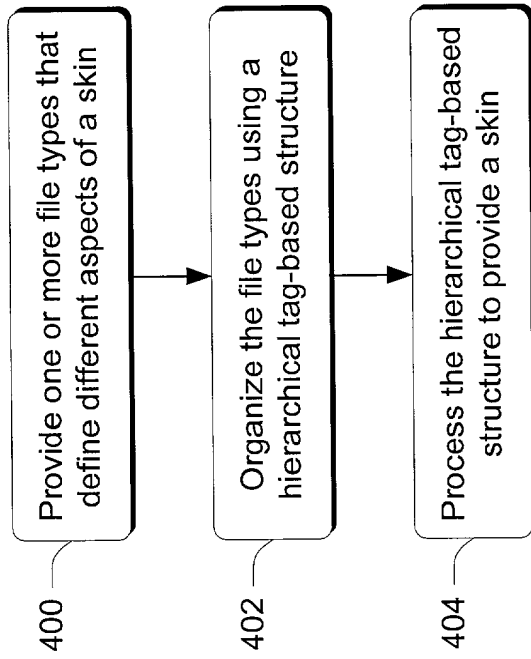 400
Provide one or more file types that
define different aspects of a skin
402
Organize the file types using a
hierarchical tag-based structure
404
Process the hierarchical tag-based
structure to provide a skin